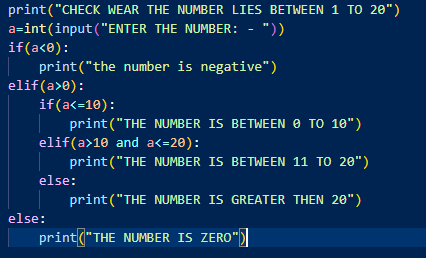 print("CHECK WEAR THE NUMBER LIES BETWEEN 1 TO 20")
a=int(input("ENTER THE NUMBER: - "))
if(a<0):
    print("the number is negative")
elif(a>0):
    if(a<=10):
        print("THE NUMBER IS BETWEEN 0 TO 10")
    elif(a>10 and a<=20):
        print("THE NUMBER IS BETWEEN 11 TO 20")
    else:
        print("THE NUMBER IS GREATER THEN 20")
else:
    print("THE NUMBER IS ZERO")